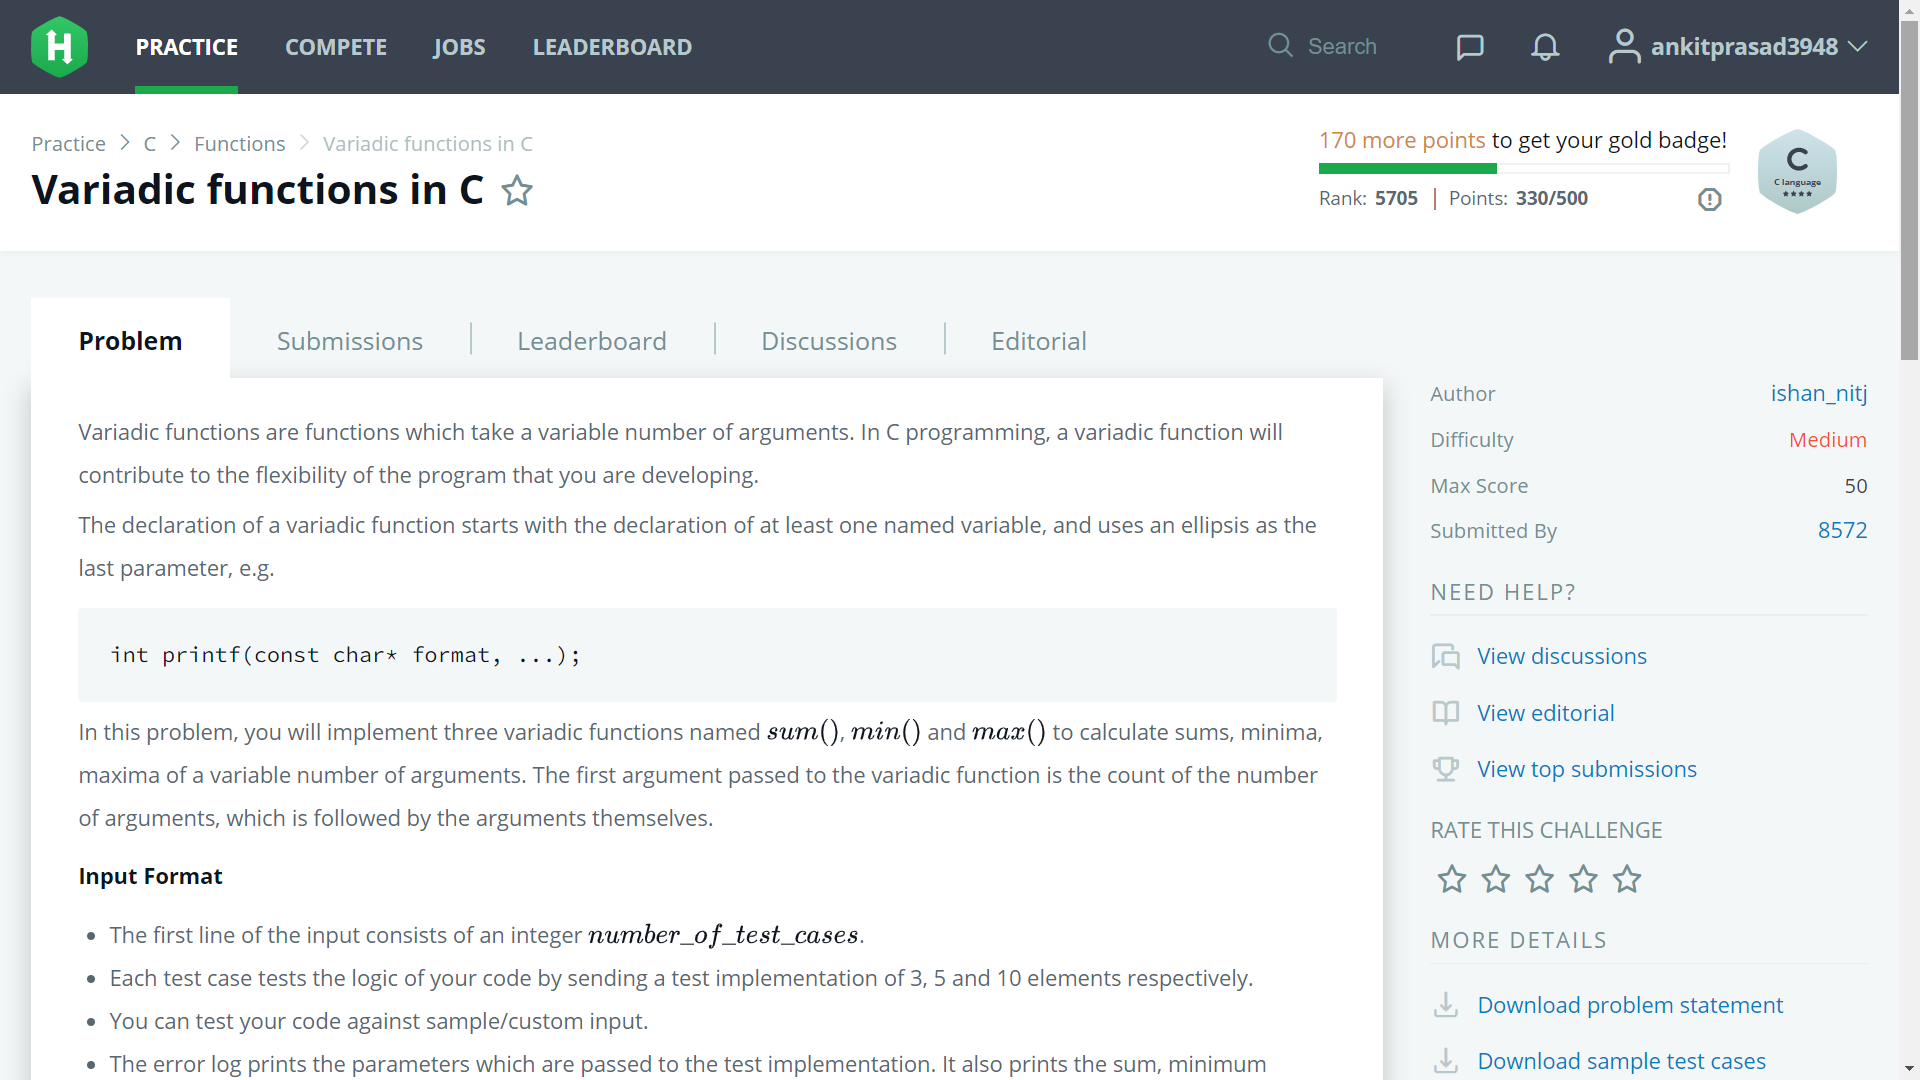 PRACTICE COMPETE JOBS LEADERBOARD Search ankitprasad3948
Practice C Functions Variadic functions in C
Variadic functions in C
170 more points to get your gold badge!
Rank: 5705 | Points: 330/500
C
C language
Problem Submissions Leaderboard Discussions Editorial
Variadic functions are functions which take a variable number of arguments. In C programming, a variadic function will
contribute to the flexibility of the program that you are developing.
The declaration of a variadic function starts with the declaration of at least one named variable, and uses an ellipsis as the
last parameter, e.g.
int printf(const char* format, ...);
In this problem, you will implement three variadic functions named sum(), min() and max() to calculate sums, minima,
maxima of a variable number of arguments. The first argument passed to the variadic function is the count of the number
of arguments, which is followed by the arguments themselves.
Input Format
The first line of the input consists of an integer number_of_test_cases.
Each test case tests the logic of your code by sending a test implementation of 3, 5 and 10 elements respectively.
You can test your code against sample/custom input.
The error log prints the parameters which are passed to the test implementation. It also prints the sum, minimum
Author ishan_nitj
Difficulty Medium
Max Score 50
Submitted By 8572
NEED HELP?
View discussions
View editorial
View top submissions
RATE THIS CHALLENGE
MORE DETAILS
Download problem statement
Download sample test cases